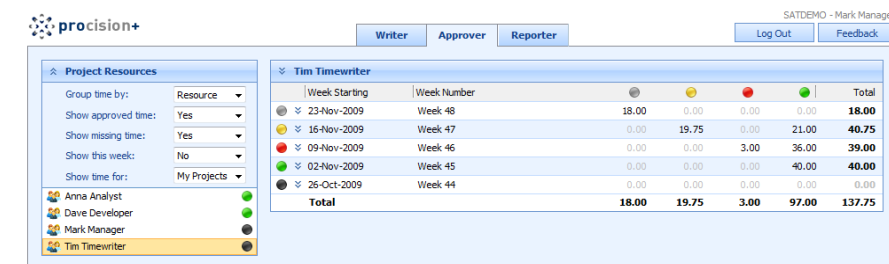 SATDEMO - Mark Manage
procision+
Writer Approver Reporter
Log Out Feedback
Project Resources
Group time by: Resource
Show approved time: Yes
Show missing time: Yes
Show this week: No
Show time for: My Projects
Anna Analyst
Dave Developer
Mark Manager
Tim Timewriter
Tim Timewriter
Week Starting Week Number Total
23-Nov-2009 Week 48 18.00 0.00 0.00 0.00 18.00
16-Nov-2009 Week 47 0.00 19.75 0.00 21.00 40.75
09-Nov-2009 Week 46 0.00 0.00 3.00 36.00 39.00
02-Nov-2009 Week 45 0.00 0.00 0.00 40.00 40.00
26-Oct-2009 Week 44 0.00 0.00 0.00 0.00 0.00
Total 18.00 19.75 3.00 97.00 137.75